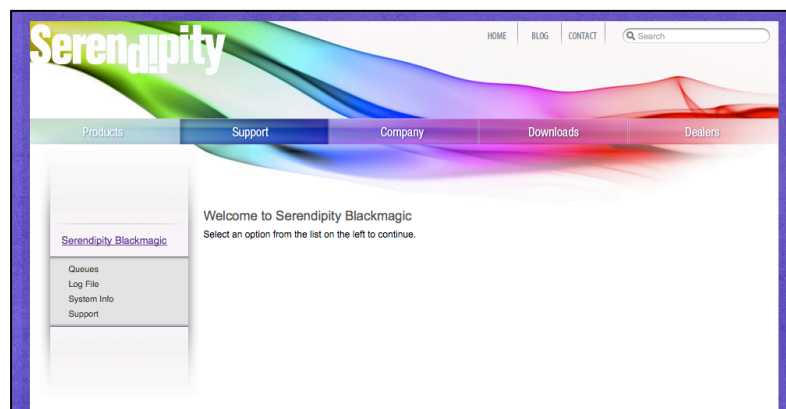 Serendipity
HOME BLOG CONTACT Search
Products Support Company Downloads Dealers
Serendipity Blackmagic
Queues
Log File
System Info
Support
Welcome to Serendipity Blackmagic
Select an option from the list on the left to continue.